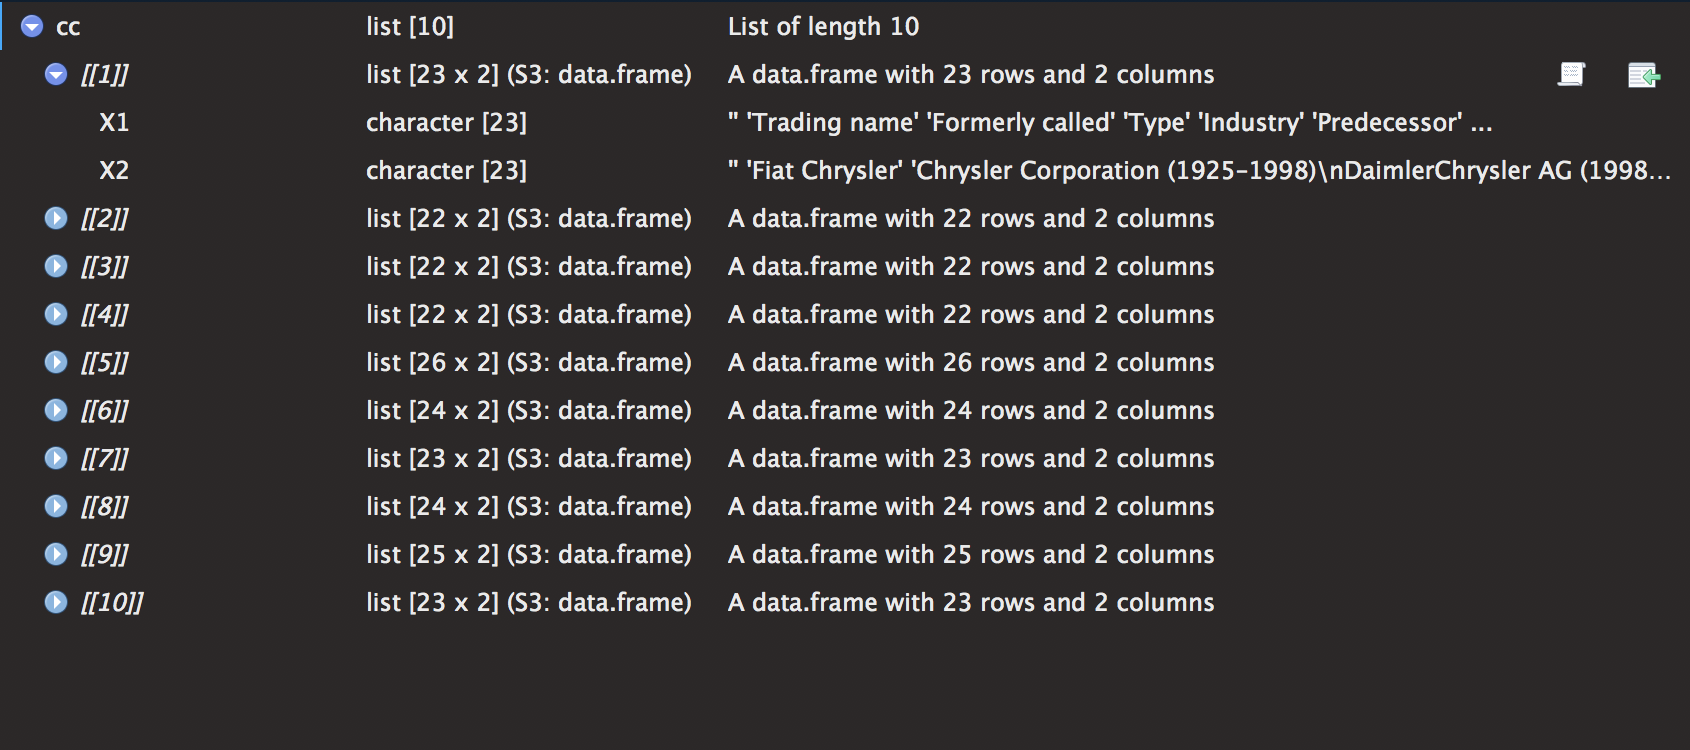 cc list [10] List of length 10
[[1]] list [23 x 2] (S3: data.frame) A data.frame with 23 rows and 2 columns
X1 character [23] '' 'Trading name' 'Formerly called' 'Type' 'Industry' 'Predecessor' ...
X2 character [23] '' 'Fiat Chrysler' 'Chrysler Corporation (1925–1998)\nDaimlerChrysler AG (1998...
[[2]] list [22 x 2] (S3: data.frame) A data.frame with 22 rows and 2 columns
[[3]] list [22 x 2] (S3: data.frame) A data.frame with 22 rows and 2 columns
[[4]] list [22 x 2] (S3: data.frame) A data.frame with 22 rows and 2 columns
[[5]] list [26 x 2] (S3: data.frame) A data.frame with 26 rows and 2 columns
[[6]] list [24 x 2] (S3: data.frame) A data.frame with 24 rows and 2 columns
[[7]] list [23 x 2] (S3: data.frame) A data.frame with 23 rows and 2 columns
[[8]] list [24 x 2] (S3: data.frame) A data.frame with 24 rows and 2 columns
[[9]] list [25 x 2] (S3: data.frame) A data.frame with 25 rows and 2 columns
[[10]] list [23 x 2] (S3: data.frame) A data.frame with 23 rows and 2 columns